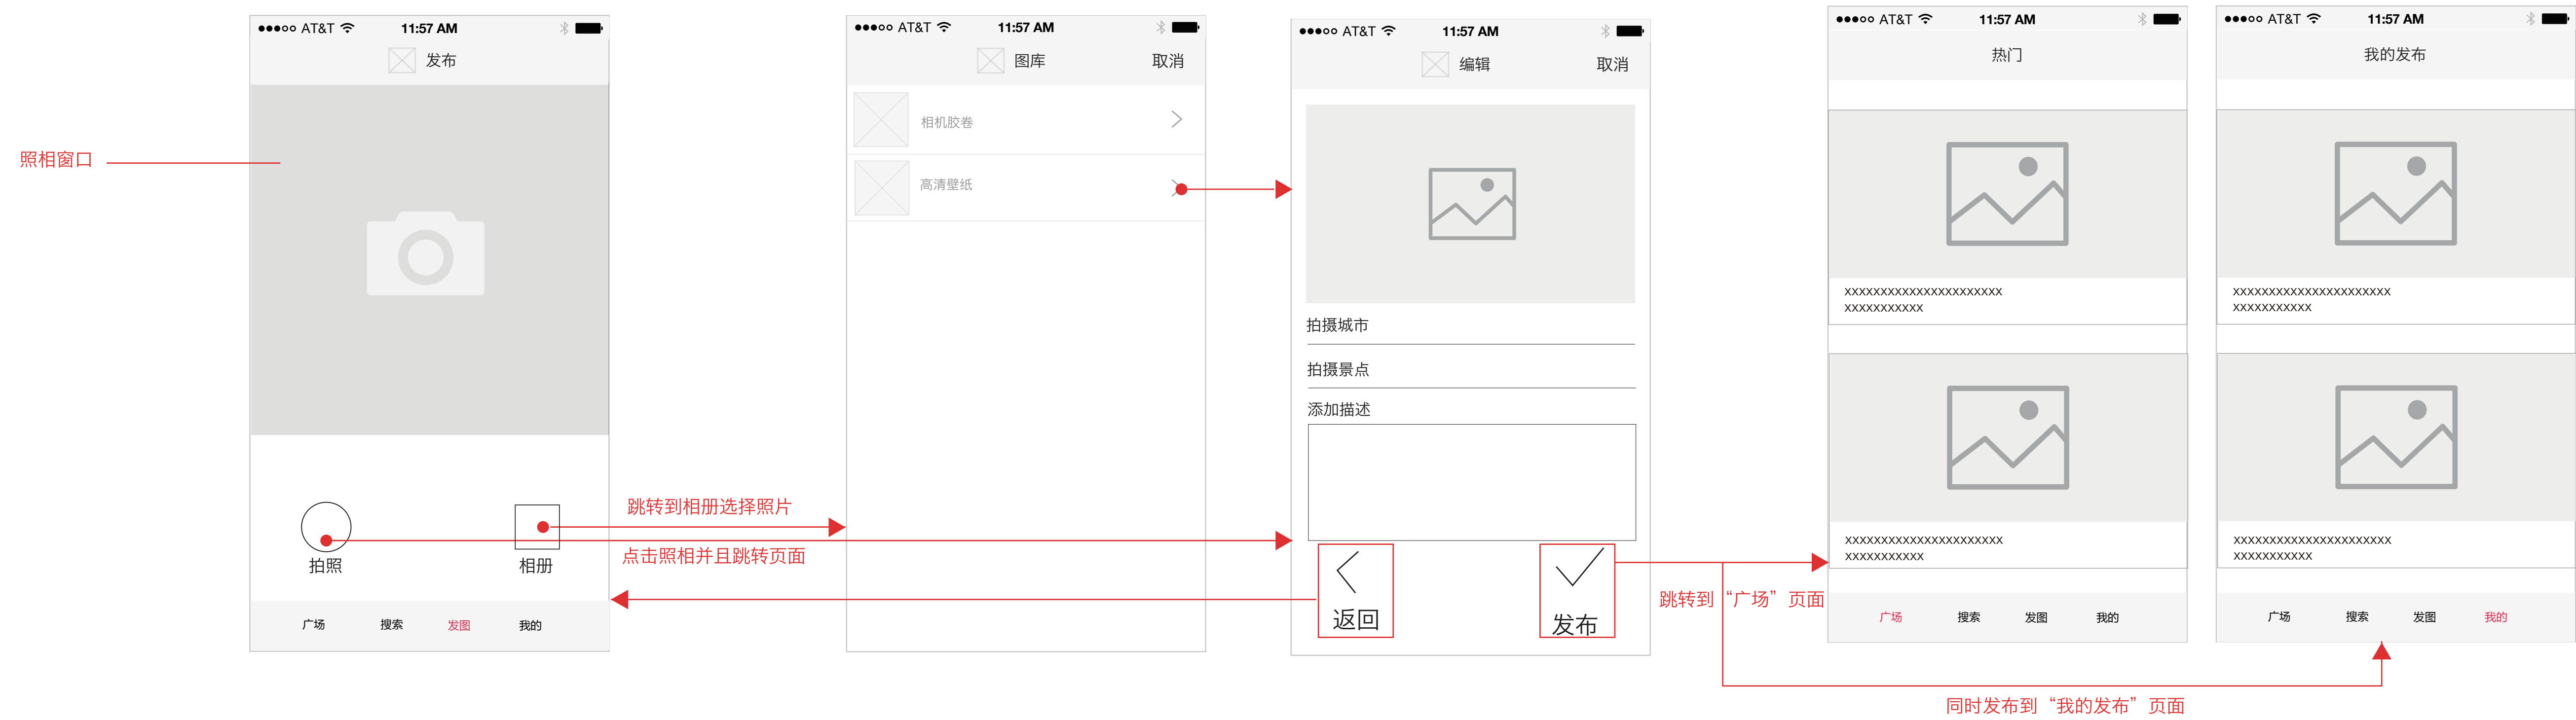 照相窗口
AT&T
11:57 AM
发布
拍照
相册
广场 搜索 发图 我的
跳转到相册选择照片
点击照相并且跳转页面
AT&T
11:57 AM
图库
取消
相机胶卷
高清壁纸
AT&T
11:57 AM
编辑
取消
拍摄城市
拍摄景点
添加描述
返回
发布
跳转到“广场”页面
AT&T
11:57 AM
热门
xxxxxxxxxxxxxxxxxxxxxx
xxxxxxxxxxx
xxxxxxxxxxxxxxxxxxxxxx
xxxxxxxxxxx
广场 搜索 发图 我的
AT&T
11:57 AM
我的发布
xxxxxxxxxxxxxxxxxxxxxx
xxxxxxxxxxx
xxxxxxxxxxxxxxxxxxxxxx
xxxxxxxxxxx
广场 搜索 发图 我的
同时发布到“我的发布”页面